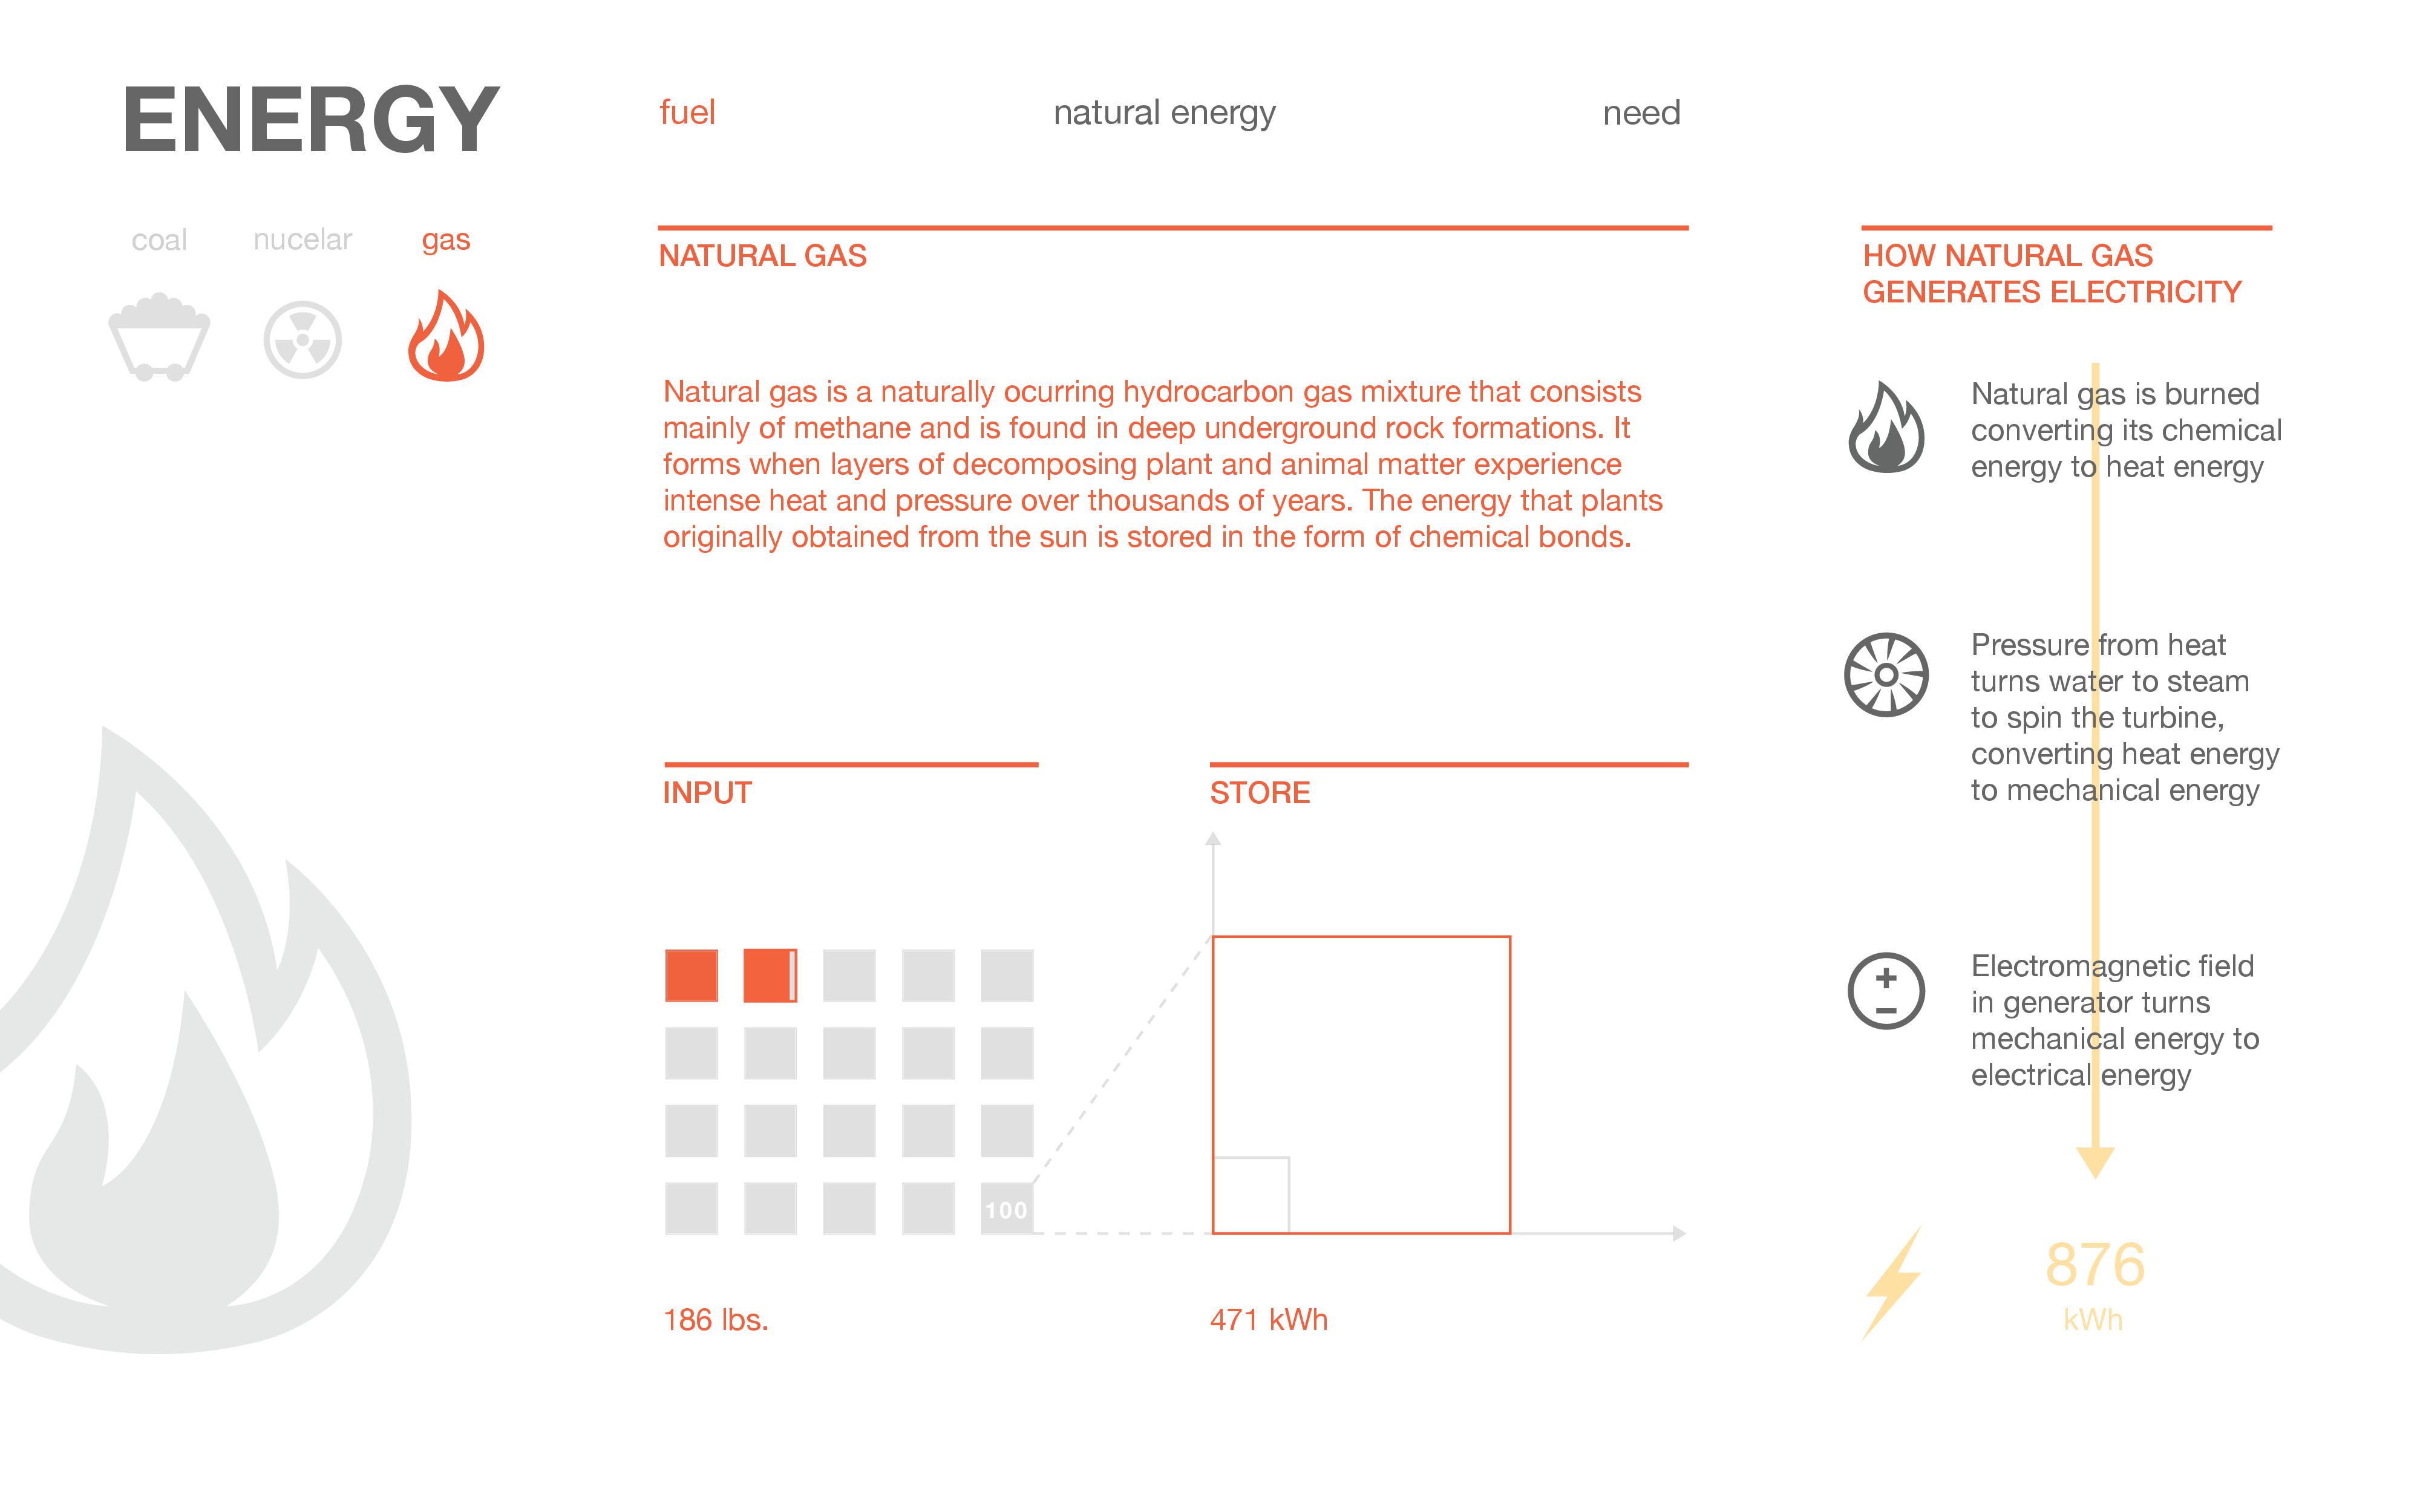 ENERGY
fuel
natural energy
need
coal
nucelar
gas
NATURAL GAS
Natural gas is a naturally ocurring hydrocarbon gas mixture that consists
mainly of methane and is found in deep underground rock formations. It
forms when layers of decomposing plant and animal matter experience
intense heat and pressure over thousands of years. The energy that plants
originally obtained from the sun is stored in the form of chemical bonds.
INPUT
100
186 lbs.
STORE
471 kWh
HOW NATURAL GAS
GENERATES ELECTRICITY
Natural gas is burned
converting its chemical
energy to heat energy
Pressure from heat
turns water to steam
to spin the turbine,
converting heat energy
to mechanical energy
+
−
Electromagnetic field
in generator turns
mechanical energy to
electrical energy
876
kWh